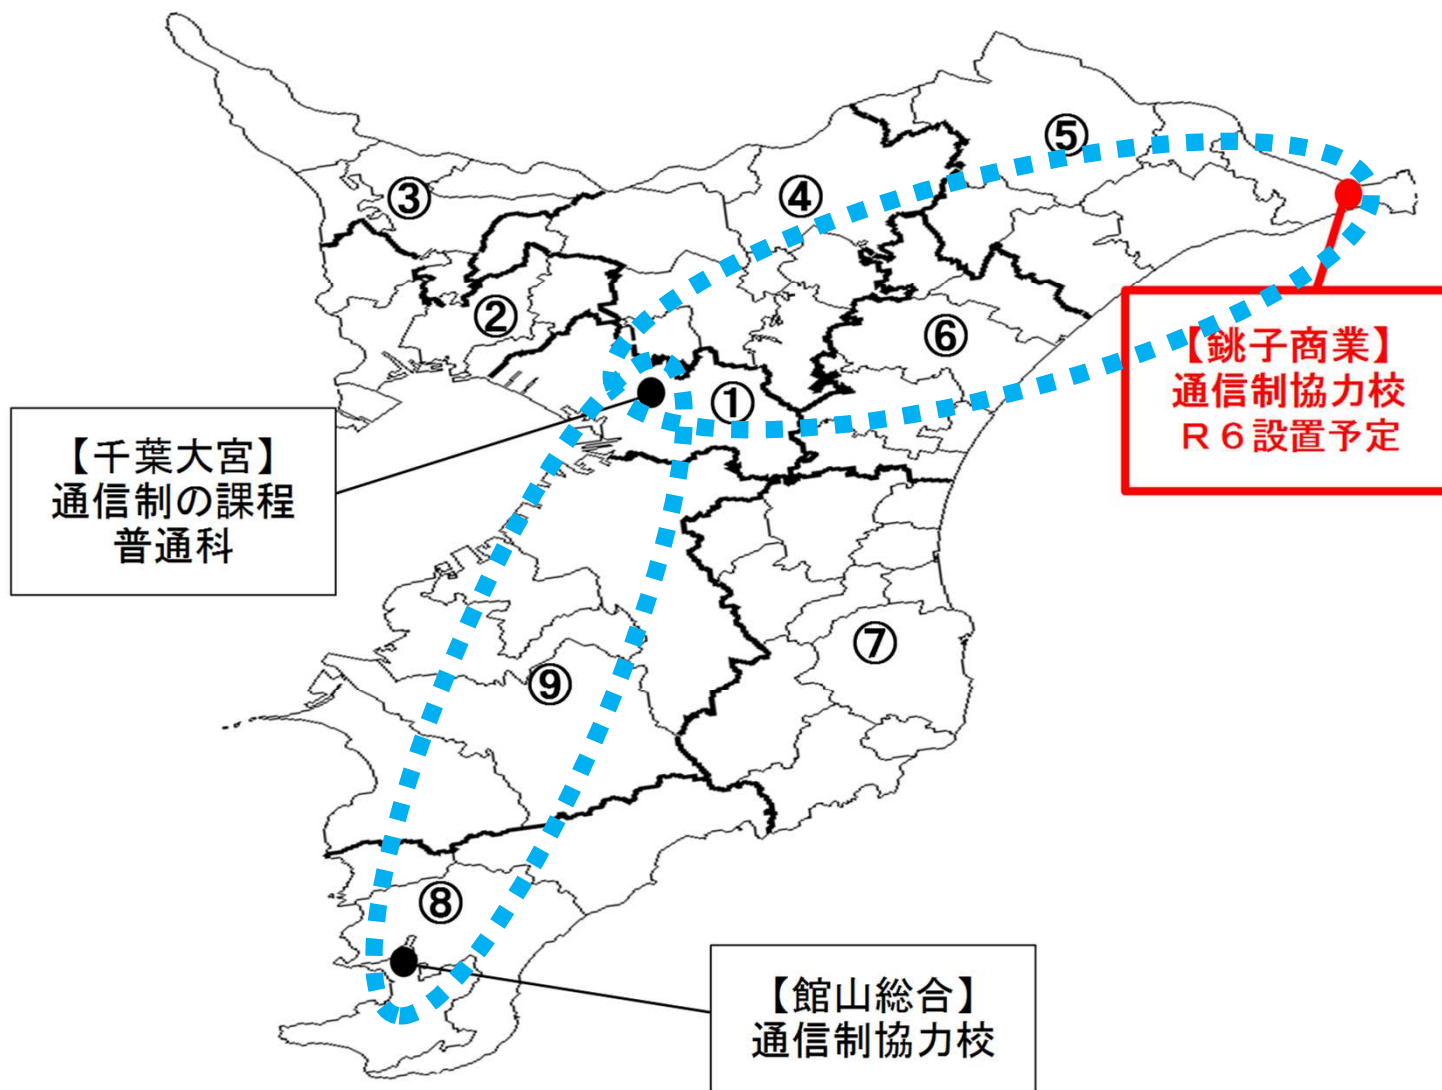 ③
④
⑤
②
⑥
①
【千葉大宮】
通信制の課程
普通科
【銚子商業】
通信制協力校
R6設置予定
⑦
⑨
⑧
【館山総合】
通信制協力校